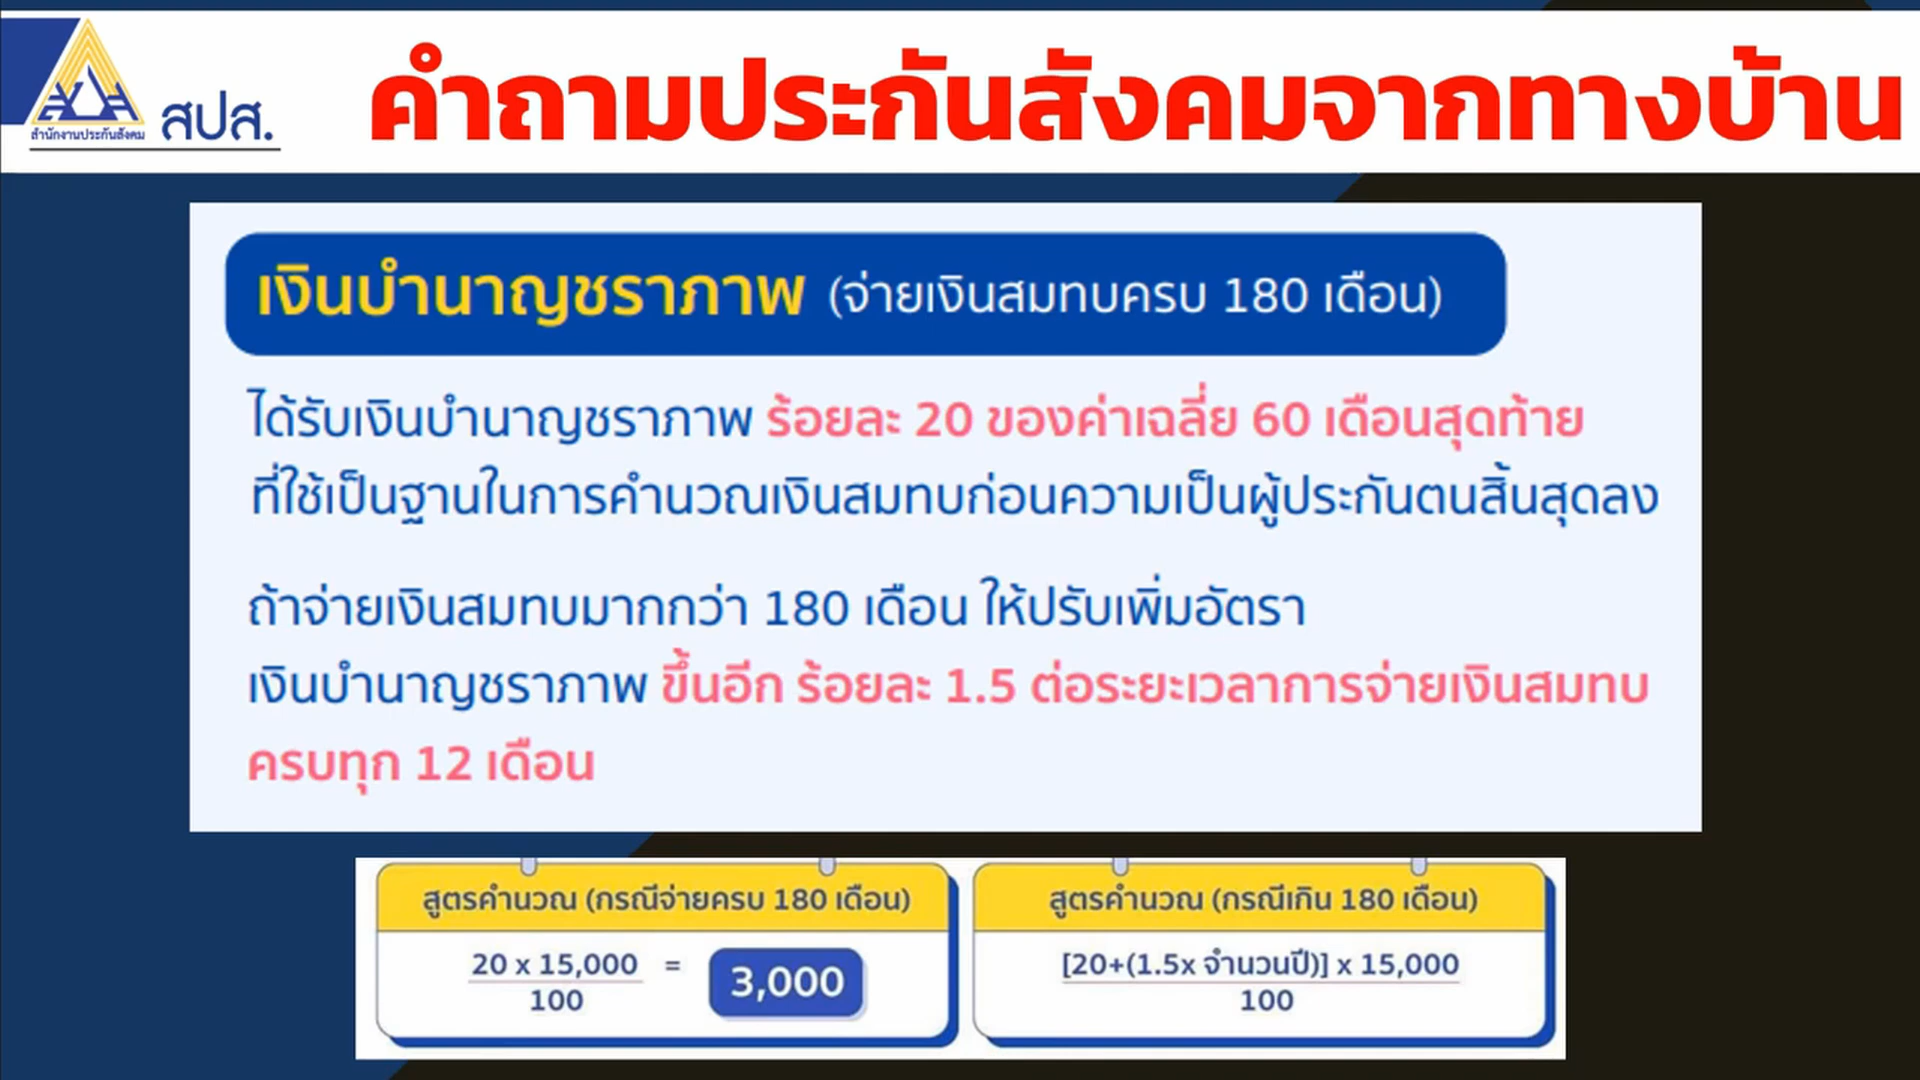 สำนักงานประกันสังคม
สปส.
คำถามประกันสังคมจากทางบ้าน
เงินบำนาญชราภาพ (จ่ายเงินสมทบครบ 180 เดือน)
ได้รับเงินบำนาญชราภาพ ร้อยละ 20 ของค่าเฉลี่ย 60 เดือนสุดท้าย
ที่ใช้เป็นฐานในการคำนวณเงินสมทบก่อนความเป็นผู้ประกันตนสิ้นสุดลง
ถ้าจ่ายเงินสมทบมากกว่า 180 เดือน ให้ปรับเพิ่มอัตรา
เงินบำนาญชราภาพ ขึ้นอีก ร้อยละ 1.5 ต่อระยะเวลาการจ่ายเงินสมทบ
ครบทุก 12 เดือน
สูตรคำนวณ (กรณีจ่ายครบ 180 เดือน)
20 x 15,000 = 3,000
100
สูตรคำนวณ (กรณีเกิน 180 เดือน)
[20+(1.5x จำนวนปี)] x 15,000
100